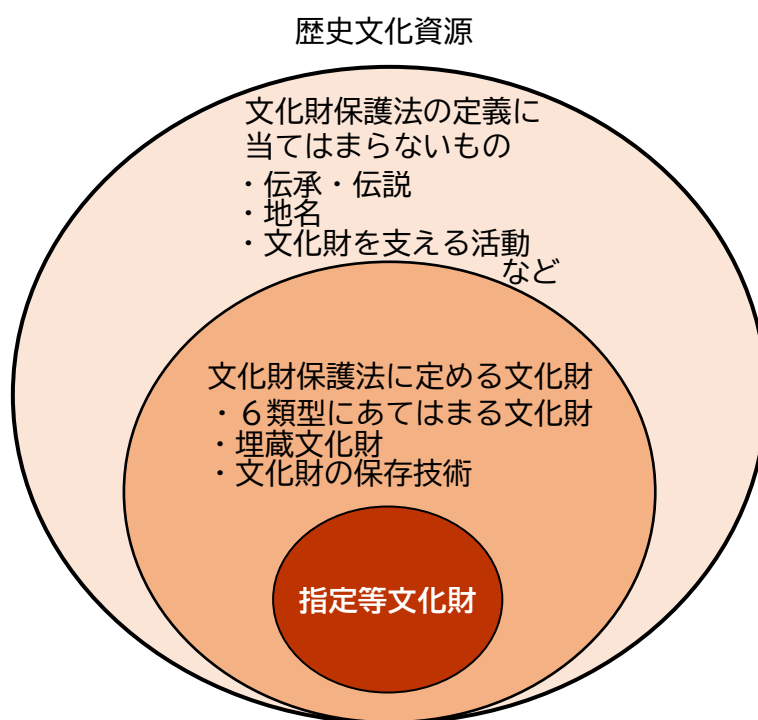 歴史文化資源
文化財保護法の定義に
当てはまらないもの
・伝承・伝説
・地名
・文化財を支える活動
など
文化財保護法に定める文化財
・６類型にあてはまる文化財
・埋蔵文化財
・文化財の保存技術
指定等文化財